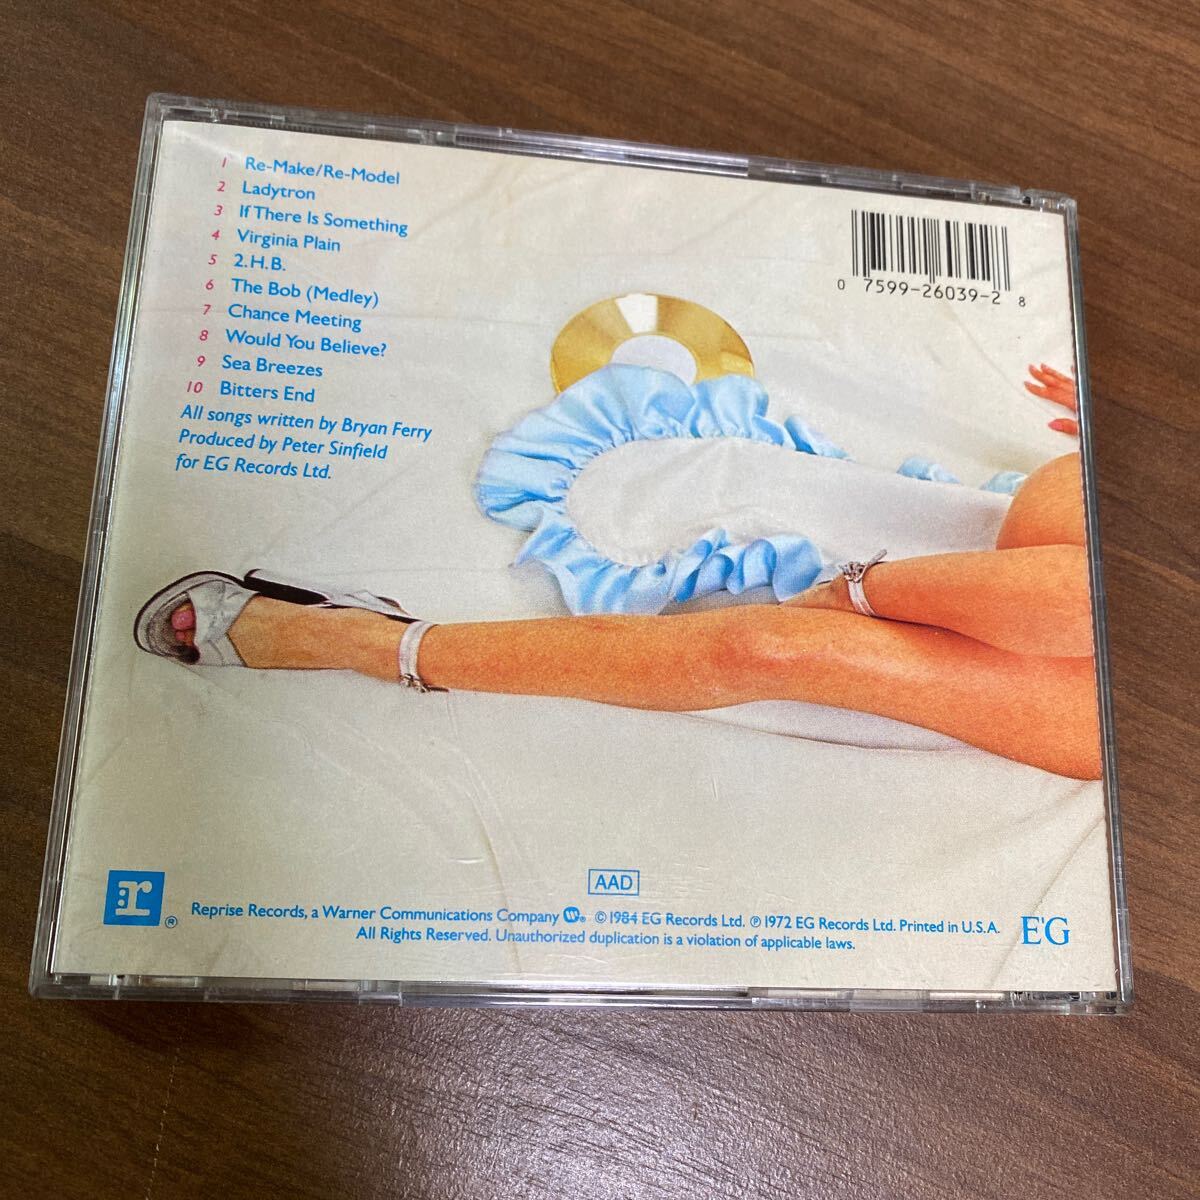 1 Re-Make/Re-Model
2 Ladytron
3 If There Is Something
4 Virginia Plain
5 2.H.B.
6 The Bob (Medley)
7 Chance Meeting
8 Would You Believe?
9 Sea Breezes
10 Bitters End
All songs written by Bryan Ferry
Produced by Peter Sinfield
for EG Records Ltd.
0 7599-26039-2 8
AAD
r ®
Reprise Records, a Warner Communications Company ® ©1984 EG Records Ltd. ℗ 1972 EG Records Ltd. Printed in U.S.A.
All Rights Reserved. Unauthorized duplication is a violation of applicable laws.
E'G